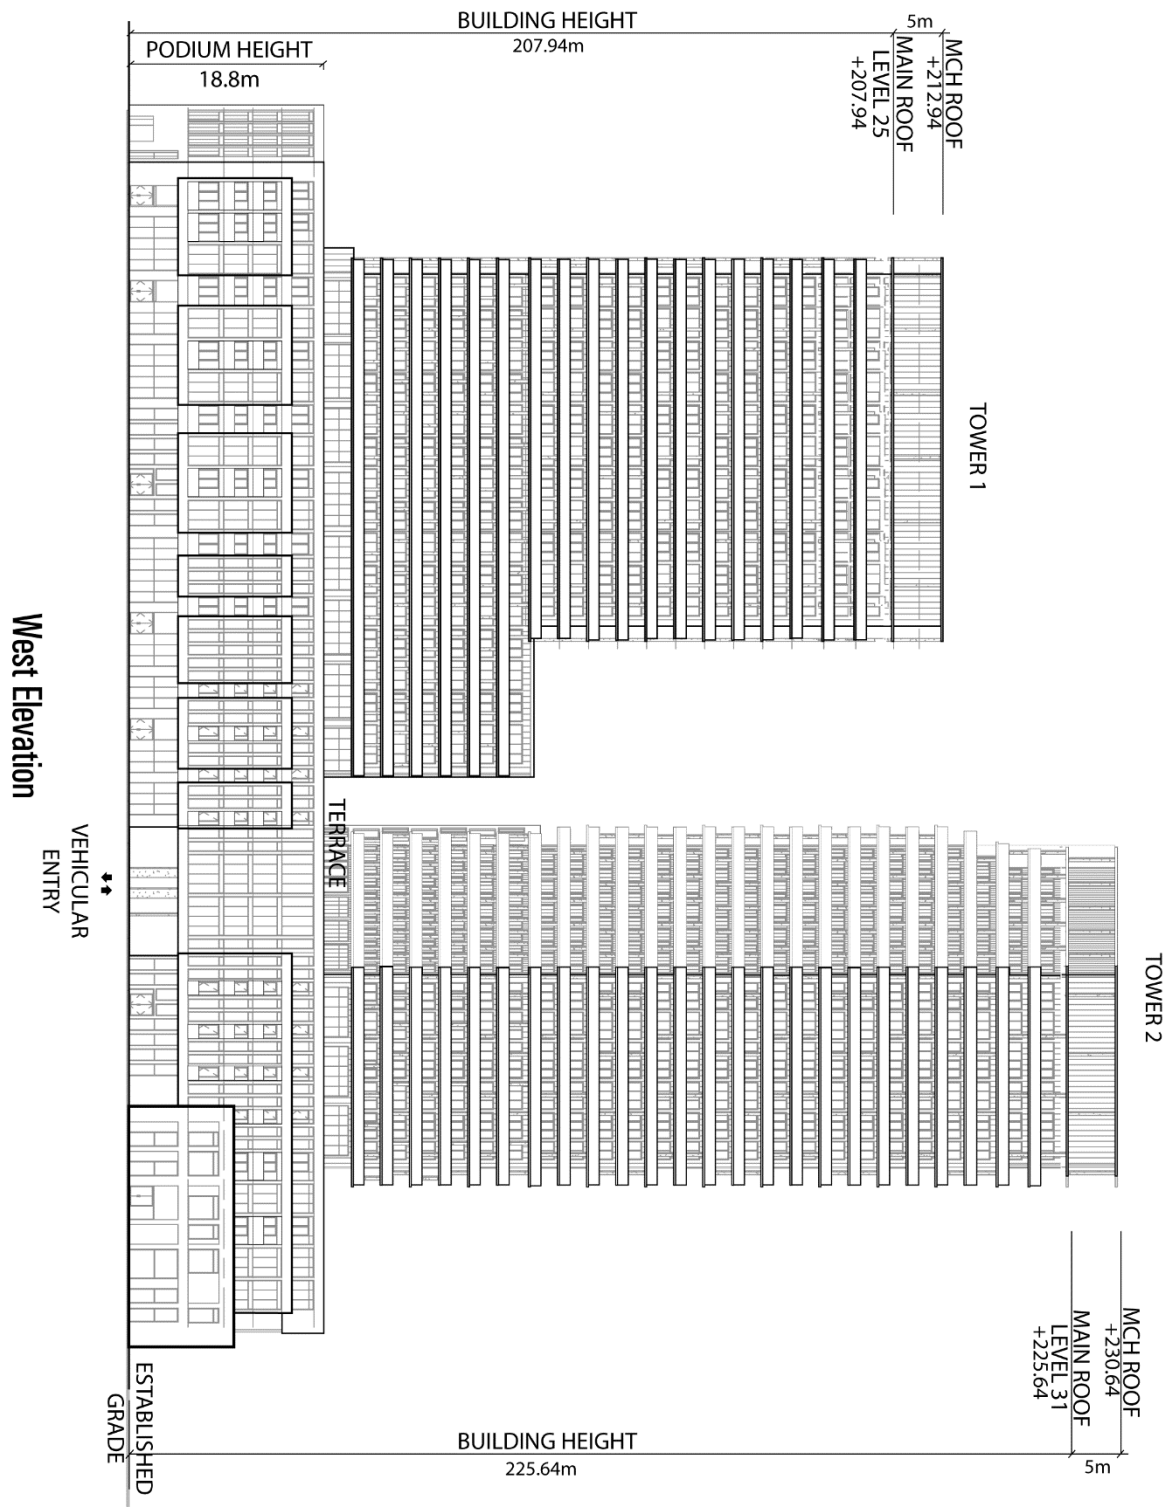 BUILDING HEIGHT
207.94m
5m
PODIUM HEIGHT
18.8m
MCH ROOF
+212.94
MAIN ROOF
LEVEL 25
+207.94
TOWER 1
West Elevation
TERRACE
VEHICULAR
ENTRY
TOWER 2
MCH ROOF
+230.64
MAIN ROOF
LEVEL 31
+225.64
ESTABLISHED
GRADE
BUILDING HEIGHT
225.64m
5m